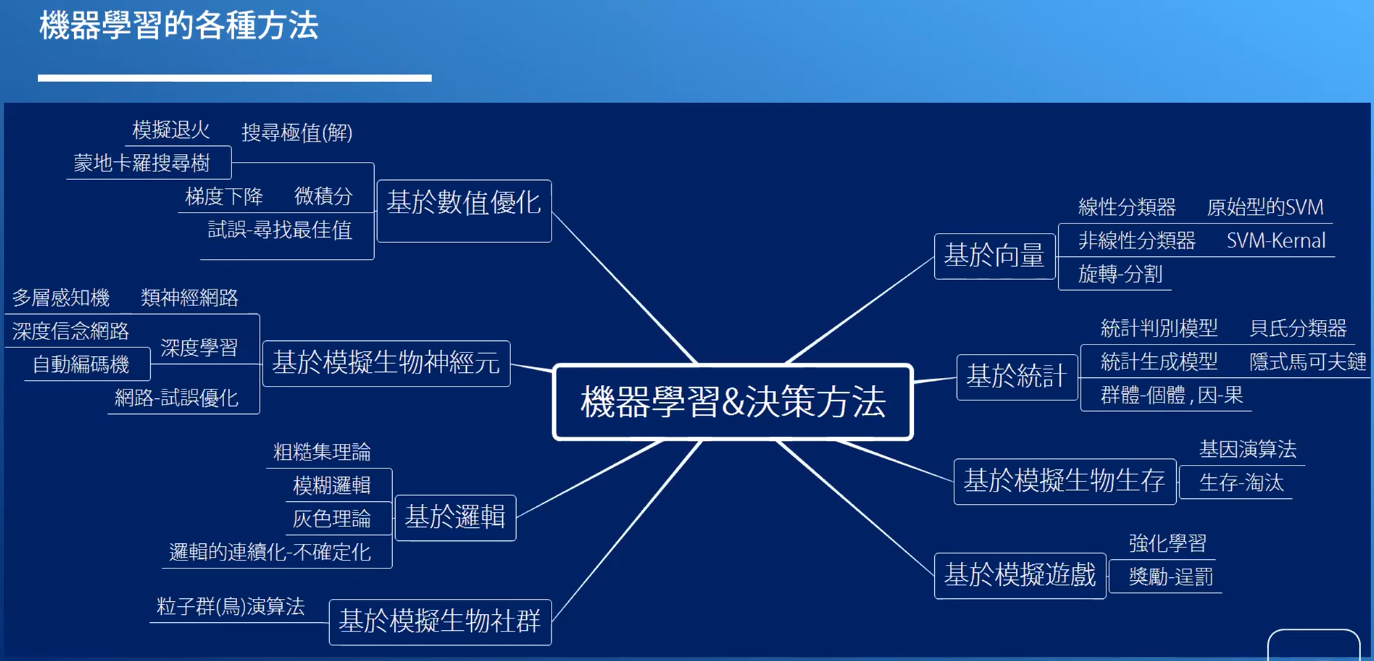 機器學習的各種方法
機器學習&決策方法
基於數值優化
模擬退火 搜尋極值(解)
蒙地卡羅搜尋樹
梯度下降 微積分
試誤-尋找最佳值
基於模擬生物神經元
多層感知機 類神經網路
深度信念網路
深度學習
自動編碼機
網路-試誤優化
基於邏輯
粗糙集理論
模糊邏輯
灰色理論
邏輯的連續化-不確定化
基於模擬生物社群
粒子群(鳥)演算法
基於向量
線性分類器 原始型的SVM
非線性分類器 SVM-Kernal
旋轉-分割
基於統計
統計判別模型 貝氏分類器
統計生成模型 隱式馬可夫鏈
群體-個體 , 因-果
基於模擬生物生存
基因演算法
生存-淘汰
基於模擬遊戲
強化學習
獎勵-逞罰